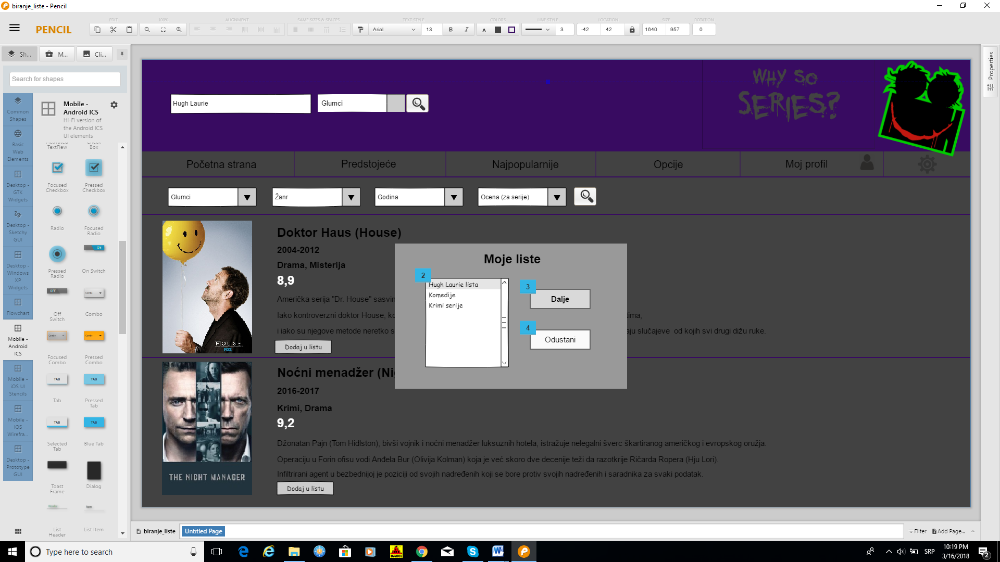 biranje_liste - Pencil
PENCIL
EDIT
100%
ALIGNMENT
SAME SIZES & SPACES
TEXT STYLE
COLORS
LINE STYLE
LOCATION
SIZE
ROTATION
Arial
13
B
I
A
3
-42
42
1640
957
0
Sh...
M...
Cli...
Search for shapes
Common Shapes
Basic Web Elements
Desktop - GTK Widgets
Desktop - Sketchy GUI
Desktop - Windows XP Widgets
Flowchart
Mobile - Android ICS
Mobile - iOS UI Stencils
Mobile - iOS Wirefra...
Desktop - Prototype GUI
Mobile - Android ICS
Hi-Fi version of the Android ICS UI elements
TextFiew
Box
Focused Checkbox
Pressed Checkbox
Radio
Focused Radio
Pressed Radio
ON
On Switch
OFF
Off Switch
Combo
Combo
Combo
Focused Combo
Combo
Pressed Combo
TAB
Tab
TAB
Pressed Tab
TAB
Selected Tab
TAB
Blue Tab
Toast Frame
Dialog
Header
List Header
Item
List Item
Hugh Laurie
Glumci
WHY SO
SERIES?
Početna strana
Predstojeće
Najpopularnije
Opcije
Moj profil
Glumci
Žanr
Godina
Ocena (za serije)
HOUSE
FOX
Doktor Haus (House)
2004-2012
Drama, Misterija
8,9
Američka serija "Dr. House" sasvim
Iako kontroverzni doktor House, ko
tima,
i iako su njegove metode neretko s
aju slučajeve od kojih svi drugi dižu ruke.
Dodaj u listu
Moje liste
2
Hugh Laurie lista
Komedije
Krimi serije
3
Dalje
4
Odustani
THE NIGHT MANAGER
Noćni menadžer (Ni
2016-2017
Krimi, Drama
9,2
Džonatan Pajn (Tom Hidlston), bivši vojnik i noćni menadžer luksuznih hotela, istražuje nelegalni šverc škartiranog američkog i evropskog oružja.
Operaciju u Forin ofisu vodi Anđela Bur (Olivija Kolman) koja je već skoro dve decenije teži da razotkrije Ričarda Ropera (Hju Lori).
Infiltrirani agent u bezbednijoj je poziciji od svojih nadređenih koji se bore protiv svojih nadređenih i saradnika za svaki podatak.
Dodaj u listu
Properties
biranje_liste
Untitled Page
Filter
Add Page...
Type here to search
BABEL
SRP
10:19 PM
3/16/2018
2